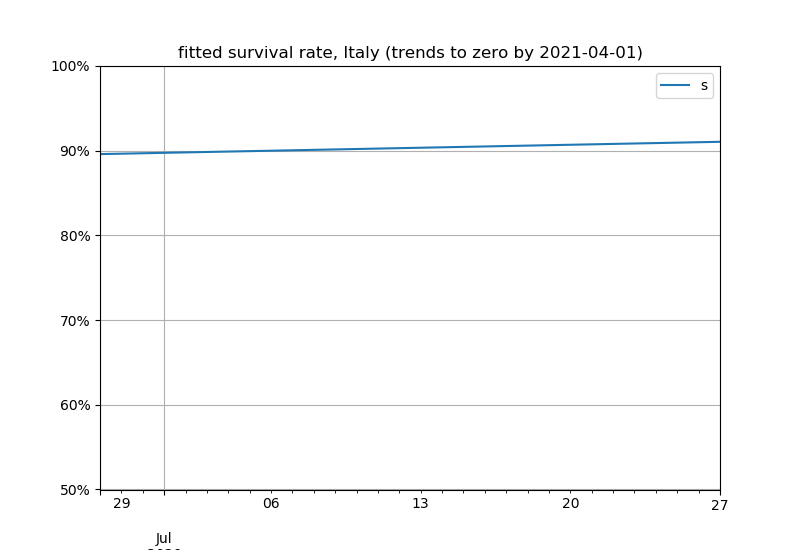 fitted survival rate, Italy (trends to zero by 2021-04-01)
100%
s
90%
80%
70%
60%
50%
29 06 13 20 27
Jul